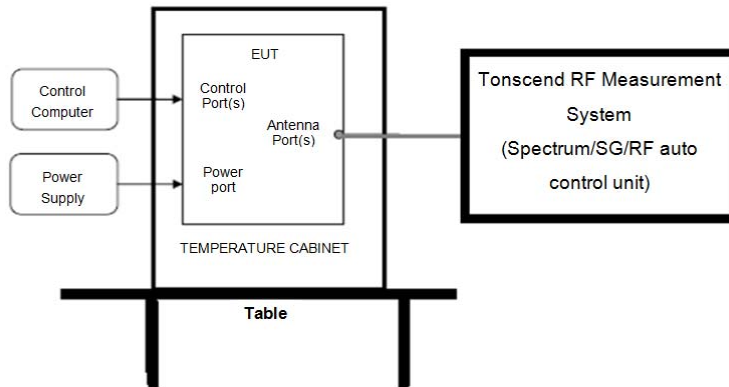 EUT
Control
Computer
Control
Port(s)
Antenna
Port(s)
Power
Supply
Power
port
TEMPERATURE CABINET
Table
Tonscend RF Measurement
System
(Spectrum/SG/RF auto
control unit)